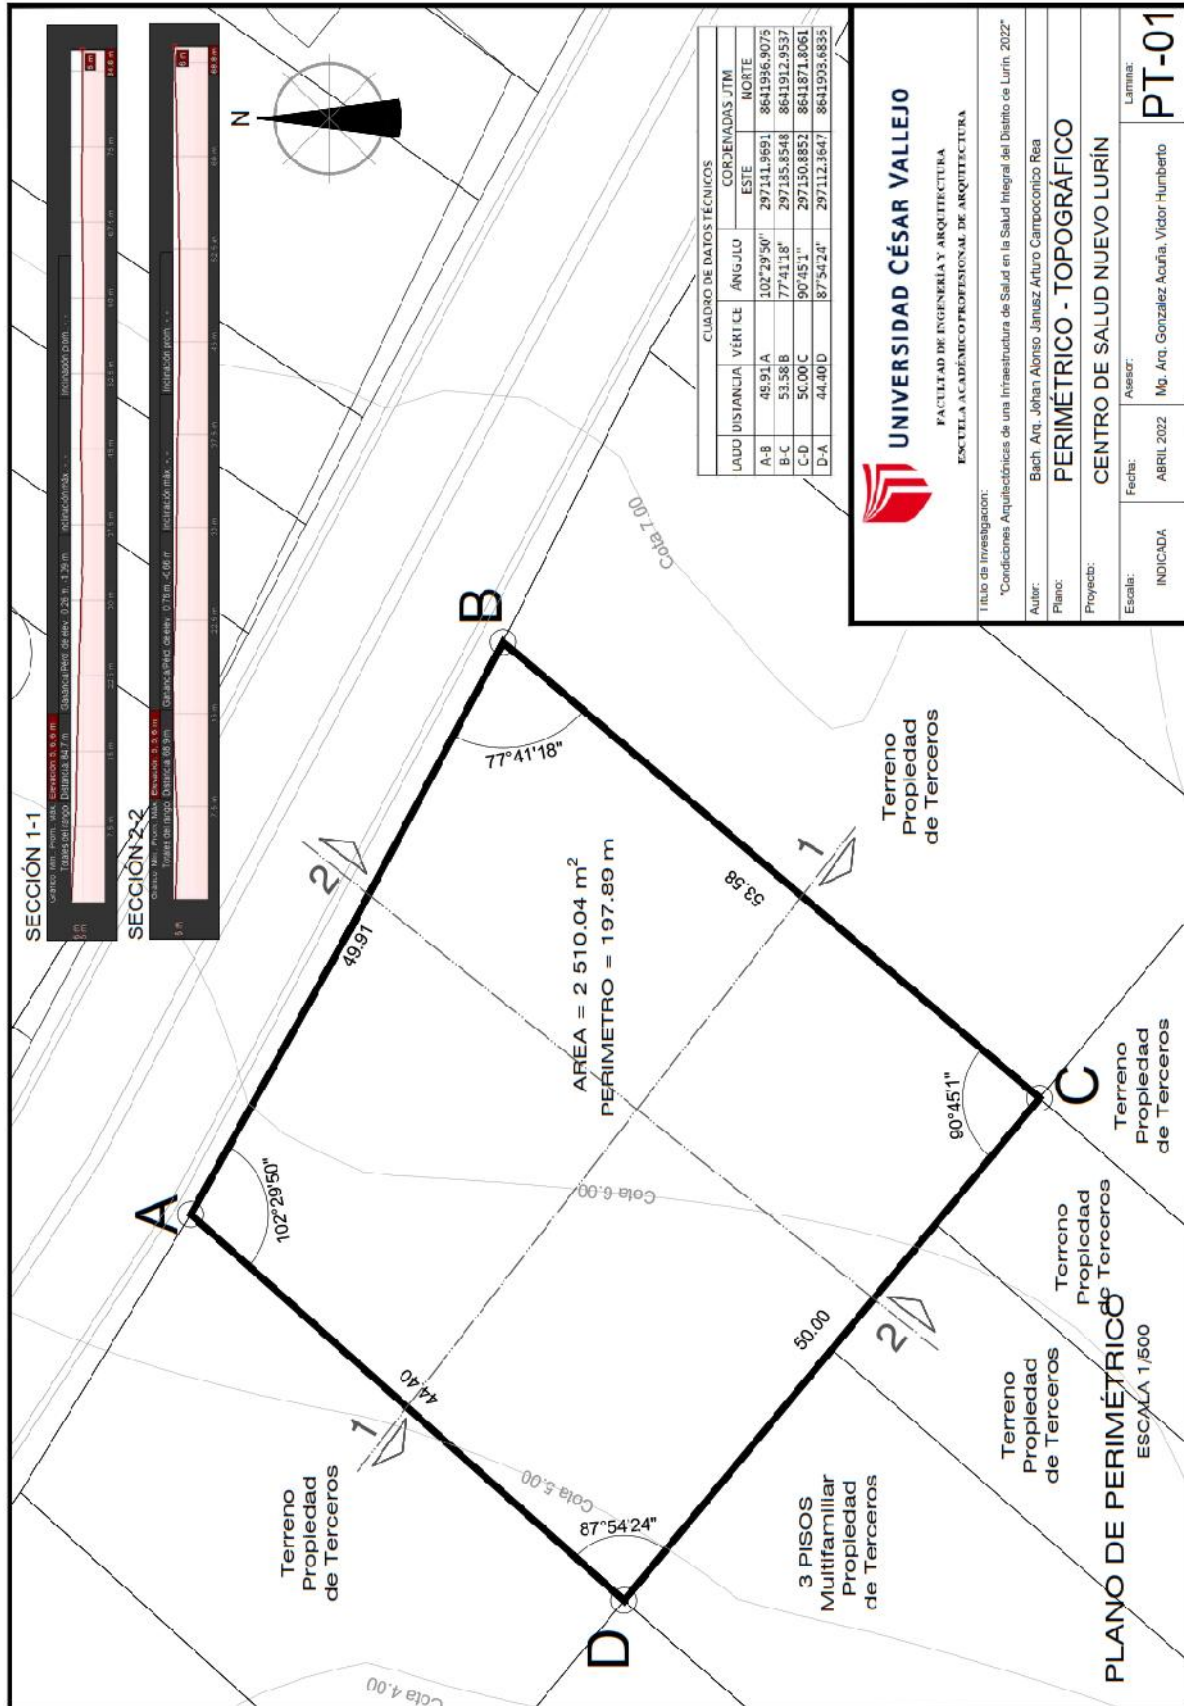 SECCIÓN 1-1
SECCIÓN 2-2
N
A
B
C
D
102°29'50"
77°41'18"
90°45'1"
87°54'24"
49.91
53.58
50.00
44.40
1
1
2
2
AREA = 2 510.04 m²
PERIMETRO = 197.89 m
Cota 7.00
Cota 6.00
Cota 5.00
Cota 4.00
Terreno
Propiedad
de Terceros
Terreno
Propiedad
de Terceros
Terreno
Propiedad
de Terceros
Terreno
Propiedad
de Terceros
Terreno
Propiedad
de Terceros
3 PISOS
Multifamiliar
Propiedad
de Terceros
PLANO DE PERIMÉTRICO
ESCALA 1/500
CUADRO DE DATOS TÉCNICOS
LADO DISTANCIA VÉRTICE ÁNGULO CORDENADAS UTM
ESTE NORTE
A-B 49.91 A 102°29'50" 297141.9691 8641936.9075
B-C 53.58 B 77°41'18" 297185.8548 8641912.9537
C-D 50.00 C 90°45'1" 297150.8852 8641871.8061
D-A 44.40 D 87°54'24" 297112.3647 8641903.6835
UNIVERSIDAD CÉSAR VALLEJO
FACULTAD DE INGENIERÍA Y ARQUITECTURA
ESCUELA ACADÉMICO PROFESIONAL DE ARQUITECTURA
Título de Investigacion:
"Condiciones Arquitectónicas de una Infraestructura de Salud en la Salud Integral del Distrito de Lurín, 2022"
Autor: Bach. Arq. Johan Alonso Janusz Arturo Campoconico Rea
Plano: PERIMÉTRICO - TOPOGRÁFICO
Proyecto: CENTRO DE SALUD NUEVO LURÍN
Escala: INDICADA
Fecha: ABRIL 2022
Asesor: Mg. Arq. Gonzalez Acuña, Victor Humberto
Lamina: PT-01